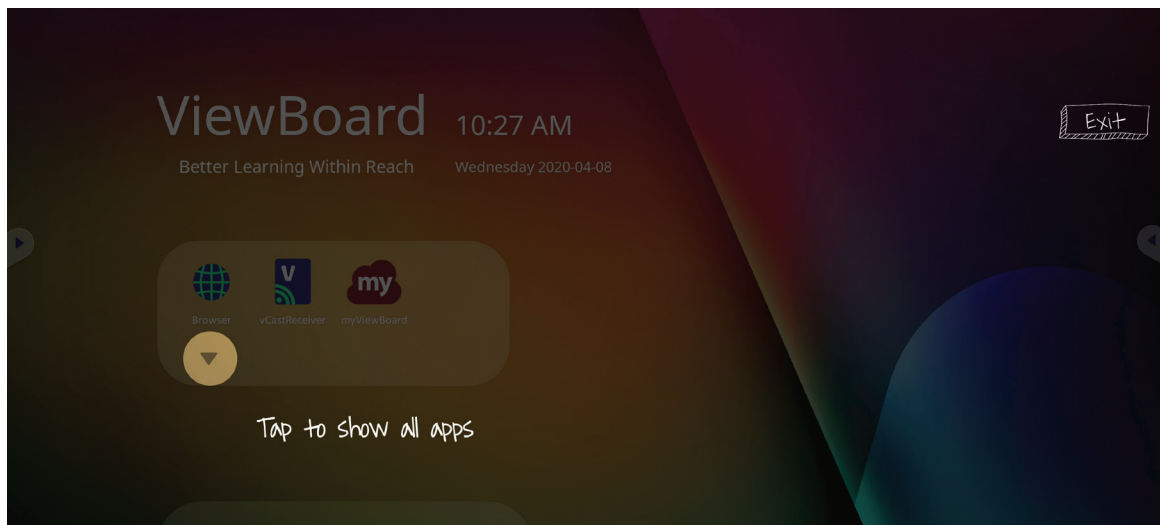 ViewBoard
10:27 AM
Better Learning Within Reach
Wednesday 2020-04-08
Exit
V
my
Browser
vCastReceiver
myViewBoard
Tap to show all apps